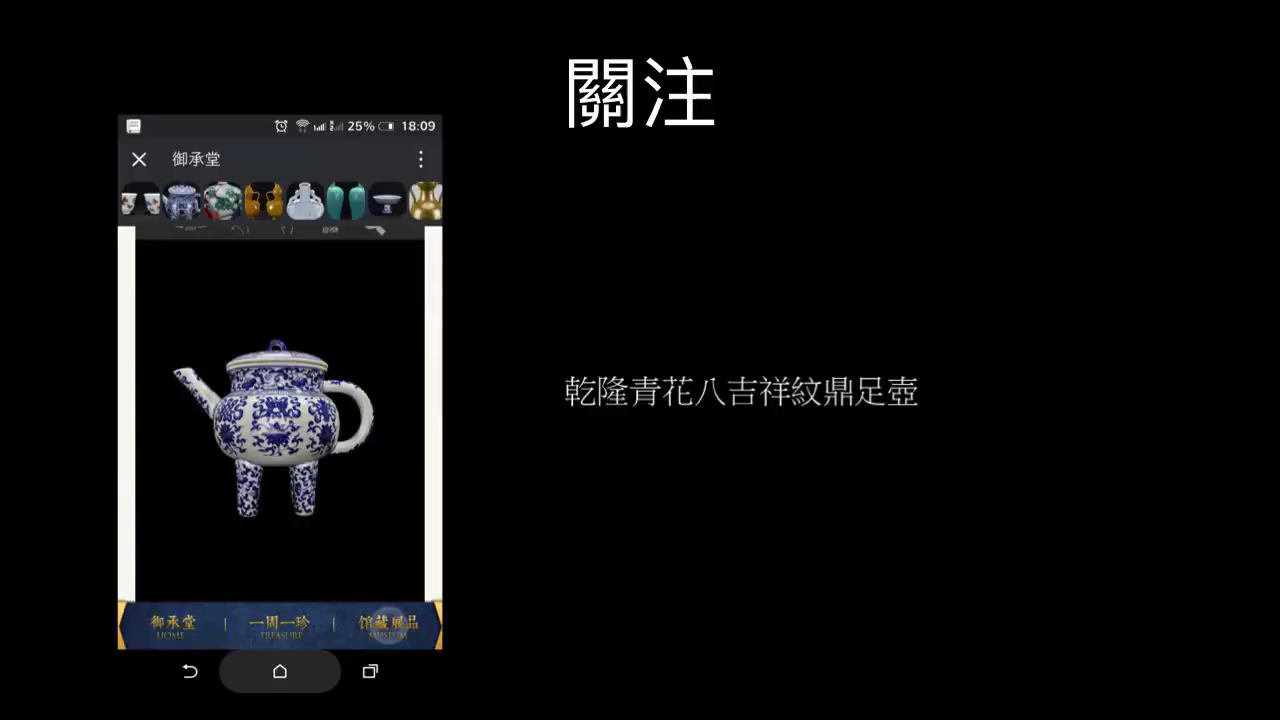 關注
25% 18:09
御承堂
乾隆青花八吉祥紋鼎足壺
御承堂 | 一周一珍 | 馆藏展品
HOME TREASURE MUSEUM